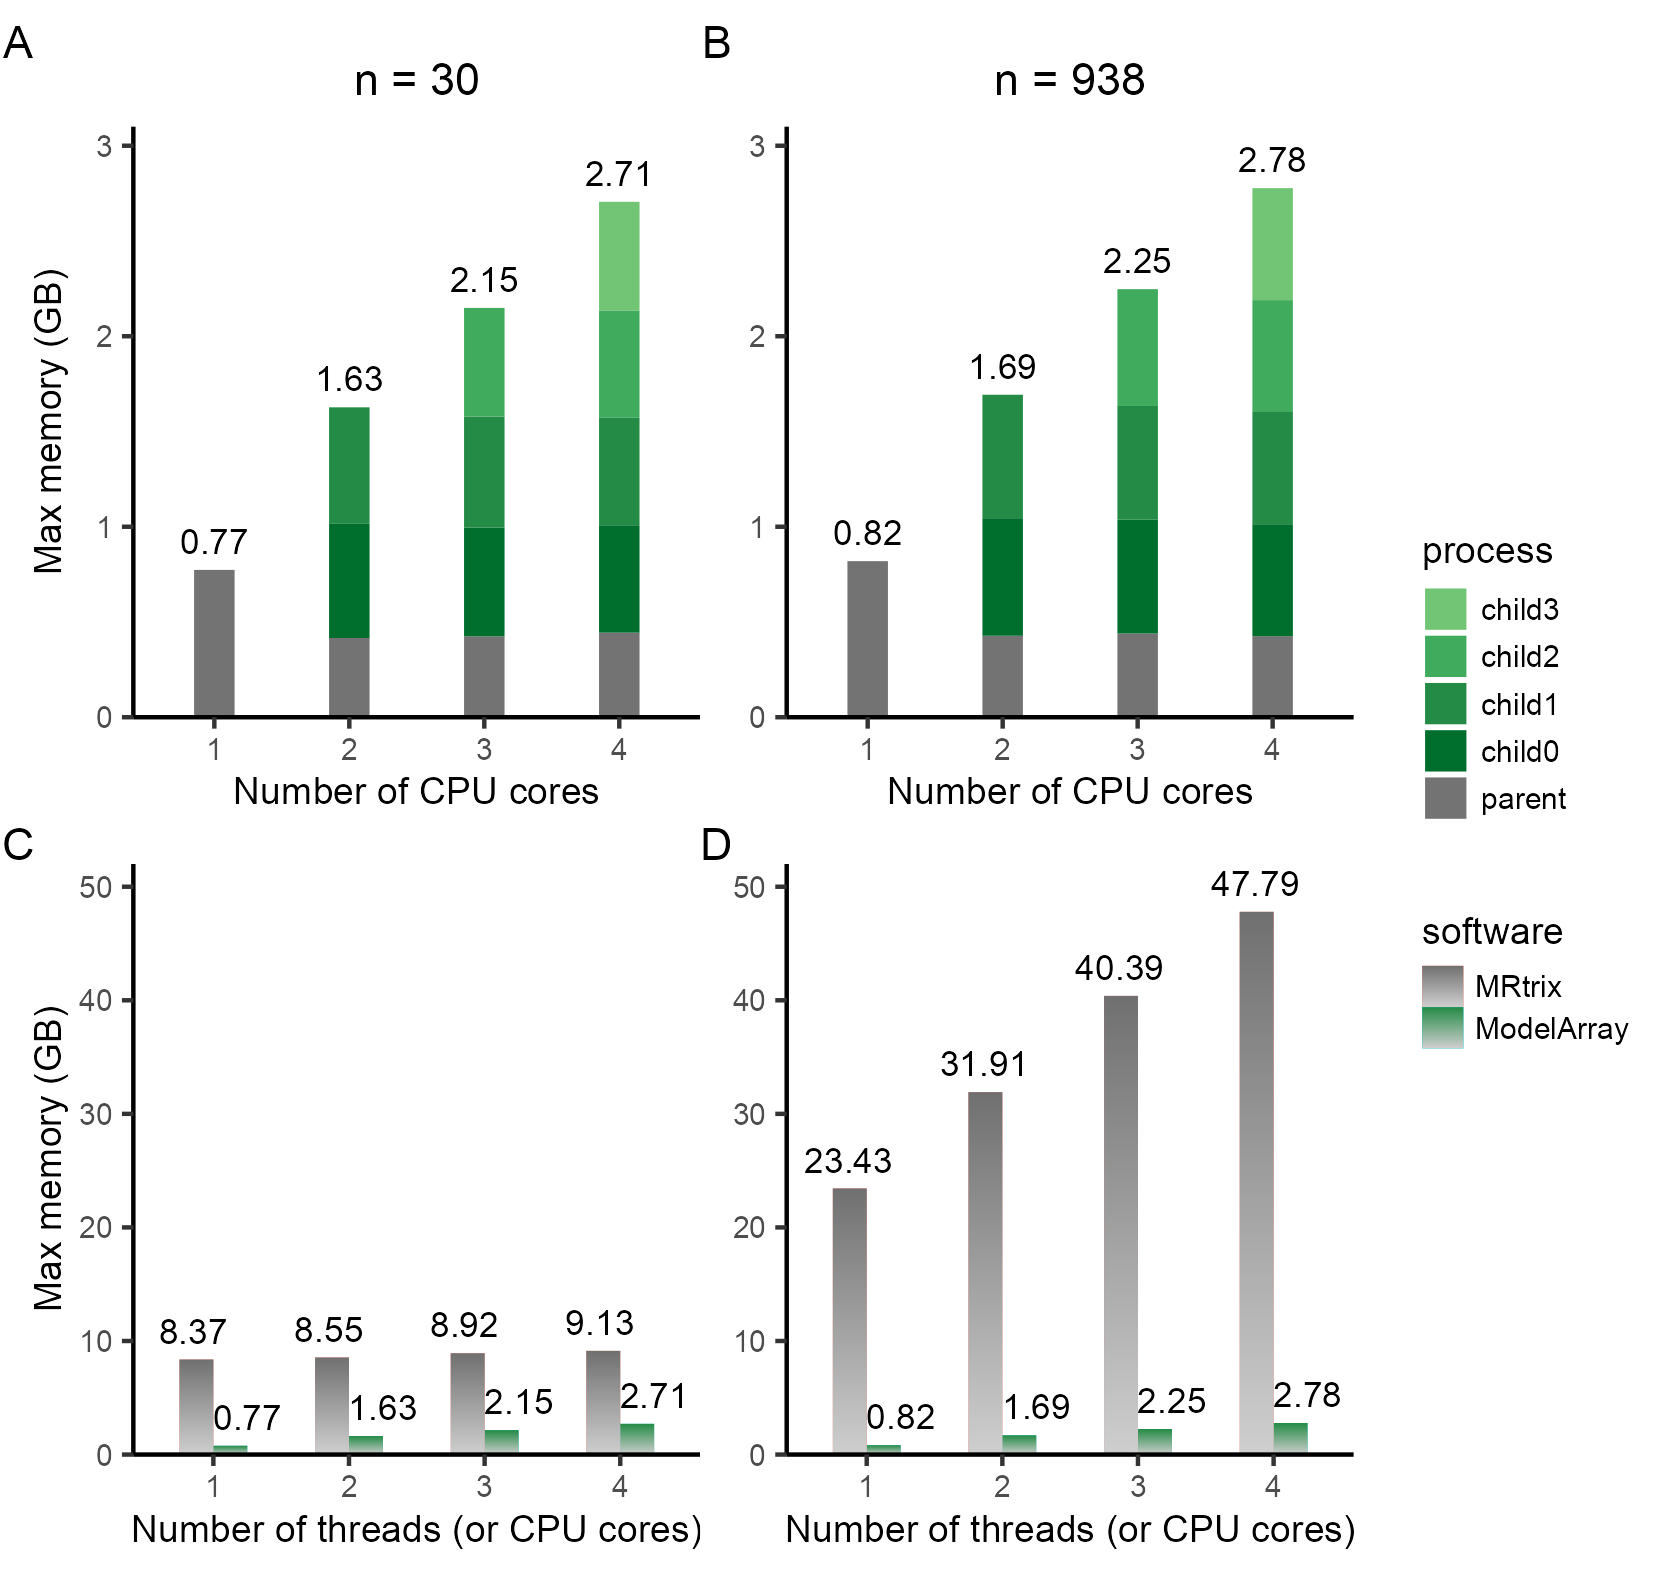 A
n = 30
3
2
1
0
Max memory (GB)
0.77
1.63
2.15
2.71
1
2
3
4
Number of CPU cores
B
n = 938
3
2
1
0
0.82
1.69
2.25
2.78
1
2
3
4
Number of CPU cores
process
child3
child2
child1
child0
parent
C
50
40
30
20
10
0
Max memory (GB)
8.37
0.77
8.55
1.63
8.92
2.15
9.13
2.71
1
2
3
4
Number of threads (or CPU cores)
D
50
40
30
20
10
0
23.43
0.82
31.91
1.69
40.39
2.25
47.79
2.78
1
2
3
4
Number of threads (or CPU cores)
software
MRtrix
ModelArray